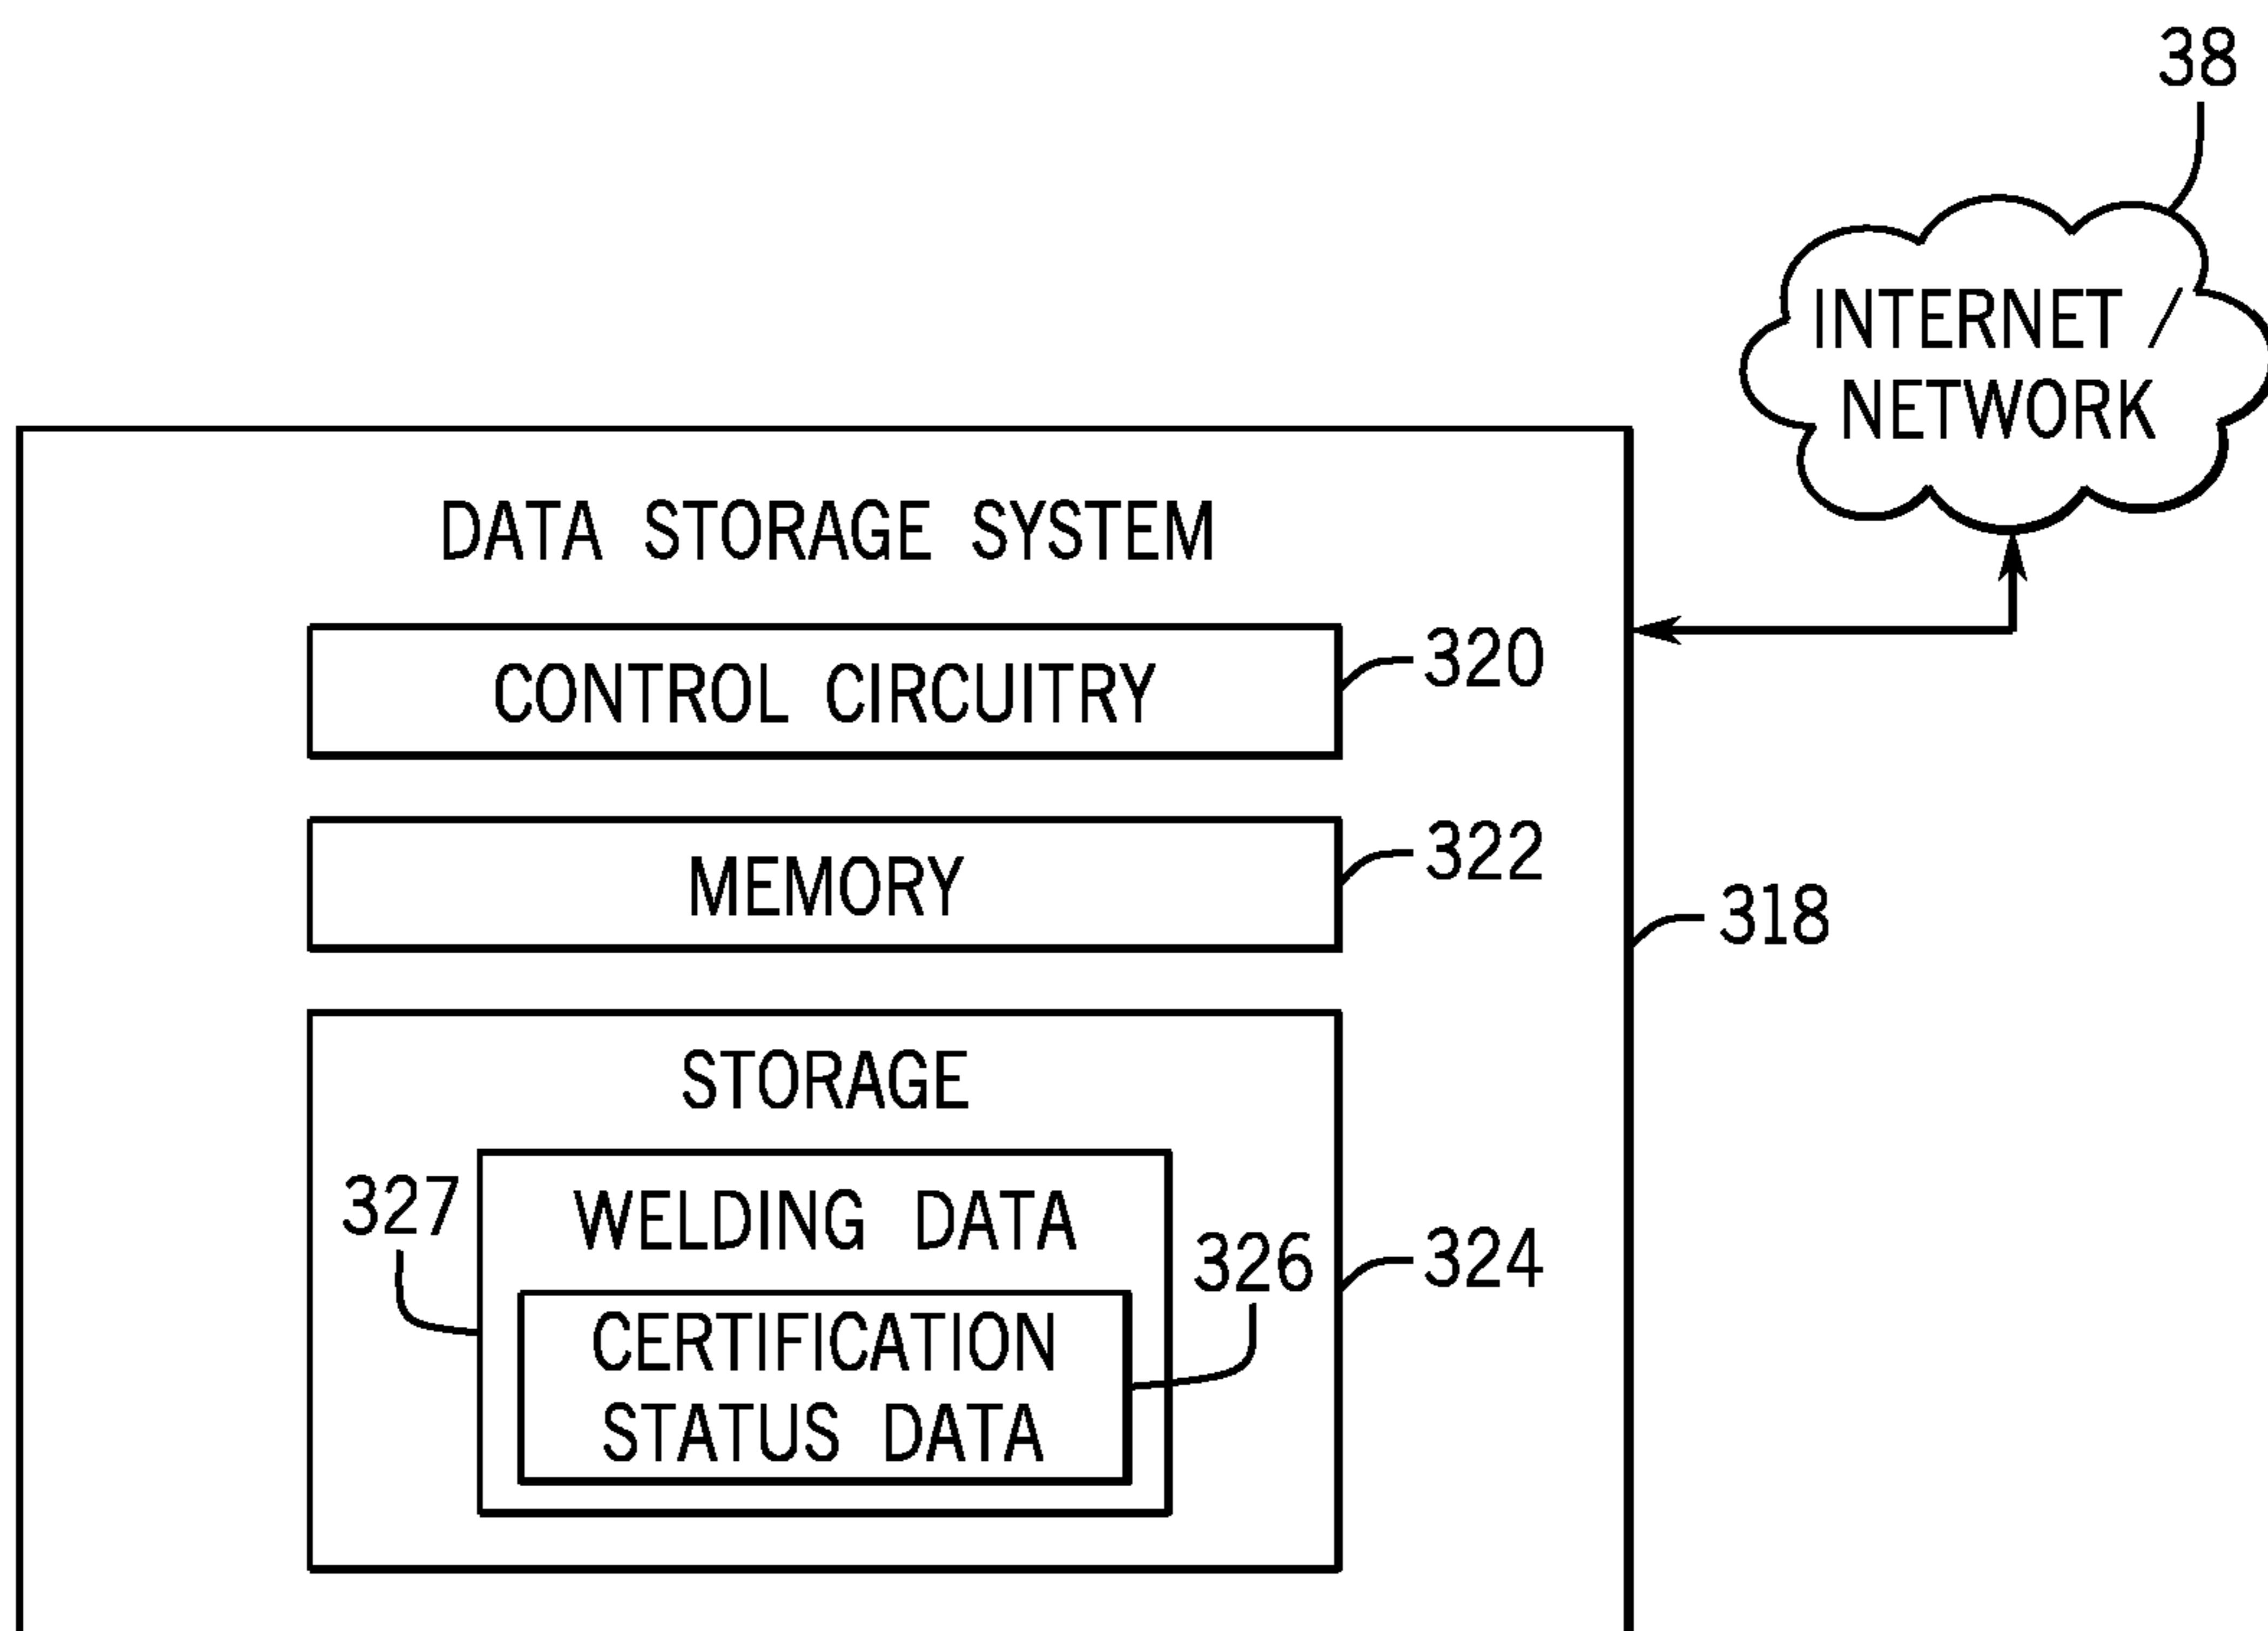 38
INTERNET /
NETWORK
DATA STORAGE SYSTEM
CONTROL CIRCUITRY
320
MEMORY
322
318
STORAGE
327
WELDING DATA
326
324
CERTIFICATION
STATUS DATA